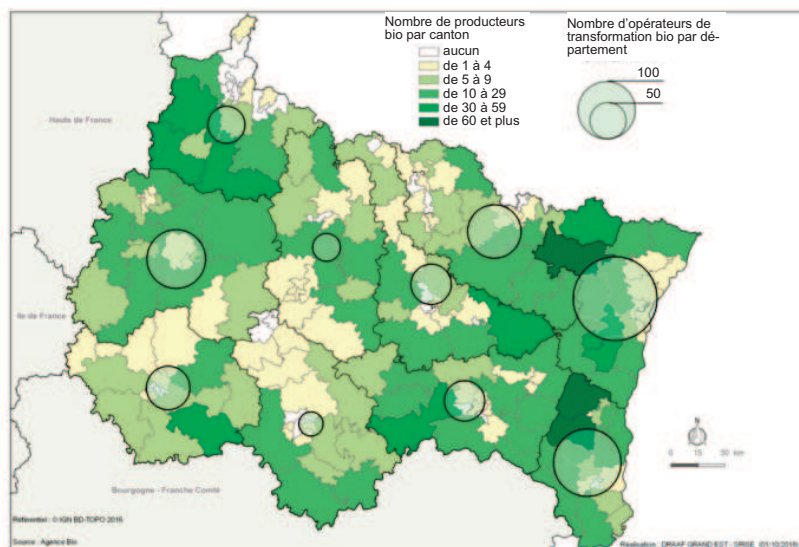 Nombre de producteurs
bio par canton
aucun
de 1 à 4
de 5 à 9
de 10 à 29
de 30 à 59
de 60 et plus
Nombre d'opérateurs de
transformation bio par dé-
partement
100
50
Hauts de France
Ile de France
Bourgogne - Franche Comté
N
0 15 30 km
Référentiel : © IGN BD-TOPO 2016
Source : Agence Bio
Réalisation : DRAAF GRAND EST - SRISE (01/10/2016)